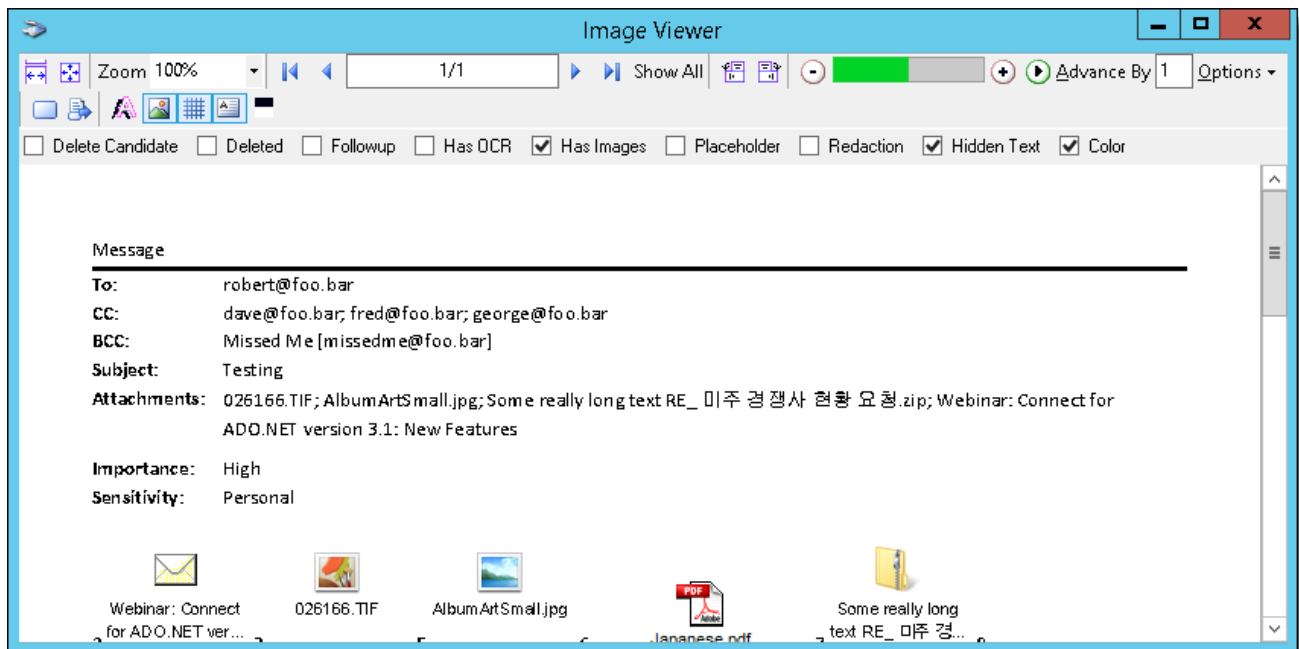 Image Viewer
Zoom 100% 1/1 Show All Advance By 1 Options
Delete Candidate Deleted Followup Has OCR Has Images Placeholder Redaction Hidden Text Color
Message
To: robert@foo.bar
CC: dave@foo.bar; fred@foo.bar; george@foo.bar
BCC: Missed Me [missedme@foo.bar]
Subject: Testing
Attachments: 026166.TIF; AlbumArtSmall.jpg; Some really long text RE_ 미주 경쟁사 현황 요청.zip; Webinar: Connect for
ADO.NET version 3.1: New Features
Importance: High
Sensitivity: Personal
PDF
Adobe
Webinar: Connect 026166.TIF AlbumArtSmall.jpg Some really long
for ADO.NET ver... Japanese.pdf text RE_ 미주 경...